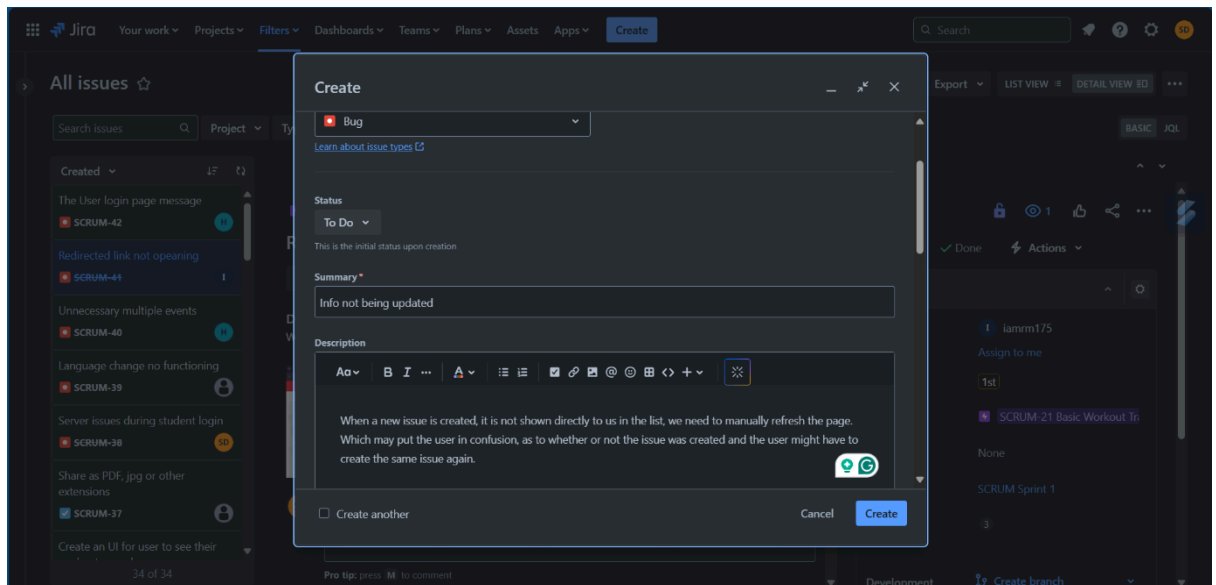 Jira Your work Projects Filters Dashboards Teams Plans Assets Apps Create Search SD
All issues Export LIST VIEW DETAIL VIEW
Search issues Project BASIC JQL
Created
The User login page message
SCRUM-42 H
Redirected link not opeaning
SCRUM-41 I
Unnecessary multiple events
SCRUM-40 H
Language change no functioning
SCRUM-39
Server issues during student login
SCRUM-38 SD
Share as PDF, jpg or other
extensions
SCRUM-37
Create an UI for user to see their
34 of 34
Create
Bug
Learn about issue types
Status
To Do
This is the initial status upon creation
Summary *
Info not being updated
Description
Aa B I A @
When a new issue is created, it is not shown directly to us in the list, we need to manually refresh the page.
Which may put the user in confusion, as to whether or not the issue was created and the user might have to
create the same issue again.
Create another Cancel Create
Pro tip: press M to comment
1
Done Actions
I iamrm175
Assign to me
1st
SCRUM-21 Basic Workout Tr
None
SCRUM Sprint 1
3
Development Create branch